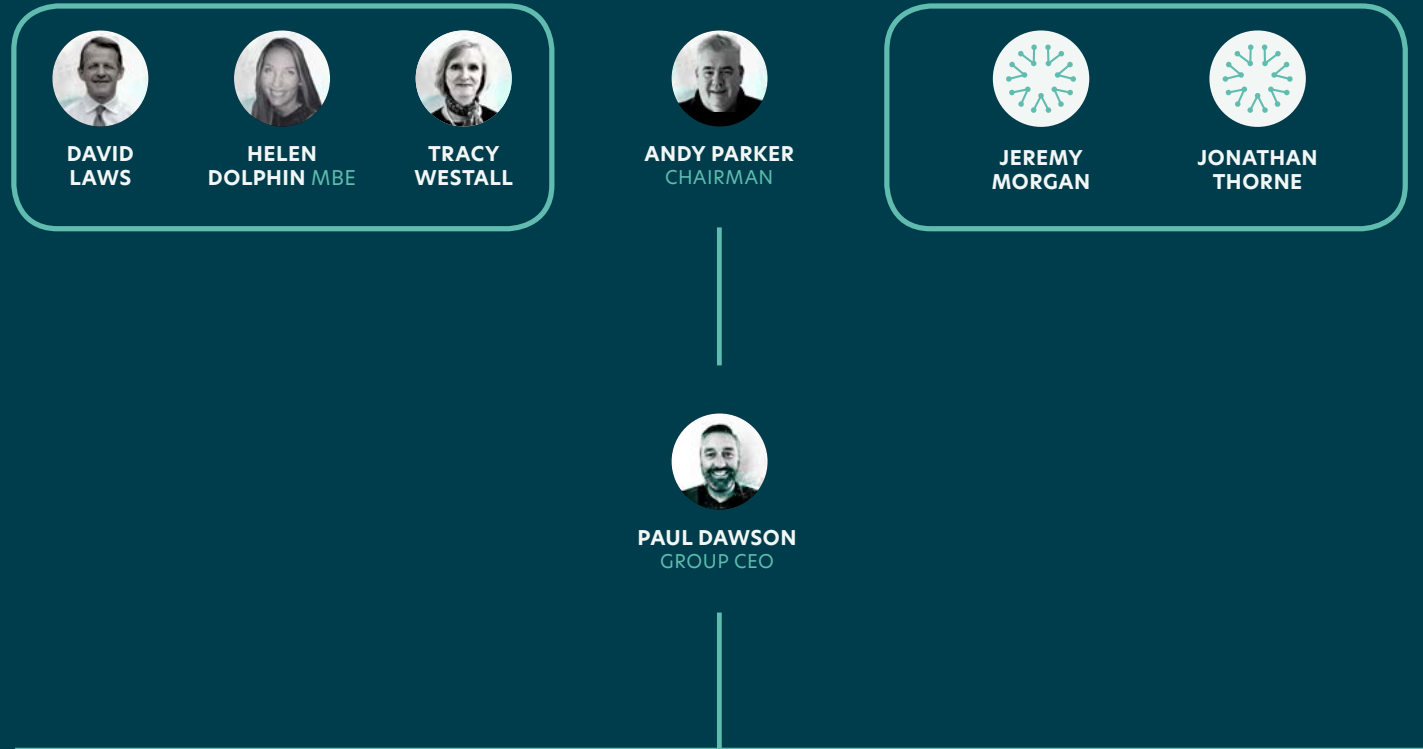 DAVID
LAWS
HELEN
DOLPHIN MBE
TRACY
WESTALL
ANDY PARKER
CHAIRMAN
JEREMY
MORGAN
JONATHAN
THORNE
PAUL DAWSON
GROUP CEO